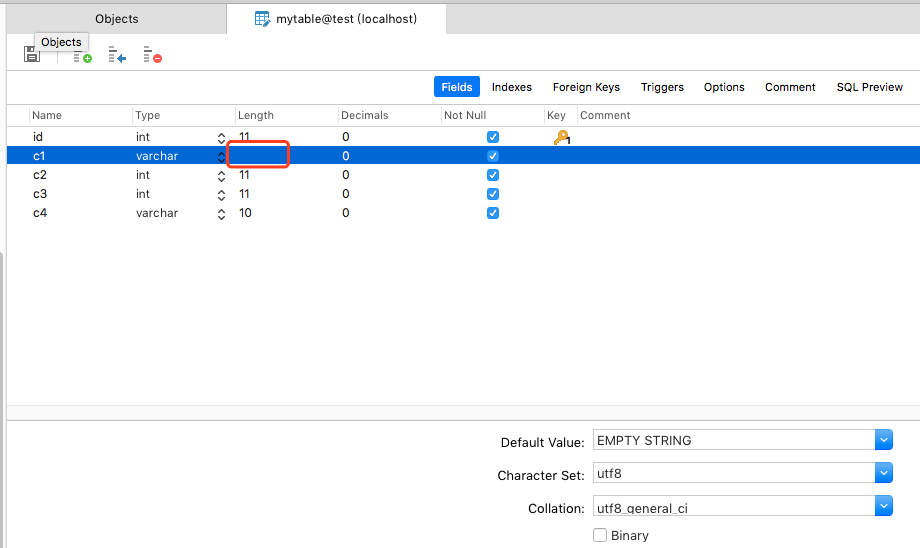 Objects
mytable@test (localhost)
Objects
Fields Indexes Foreign Keys Triggers Options Comment SQL Preview
Name Type Length Decimals Not Null Key Comment
id int 11 0 1
c1 varchar 0
c2 int 11 0
c3 int 11 0
c4 varchar 10 0
Default Value: EMPTY STRING
Character Set: utf8
Collation: utf8_general_ci
Binary